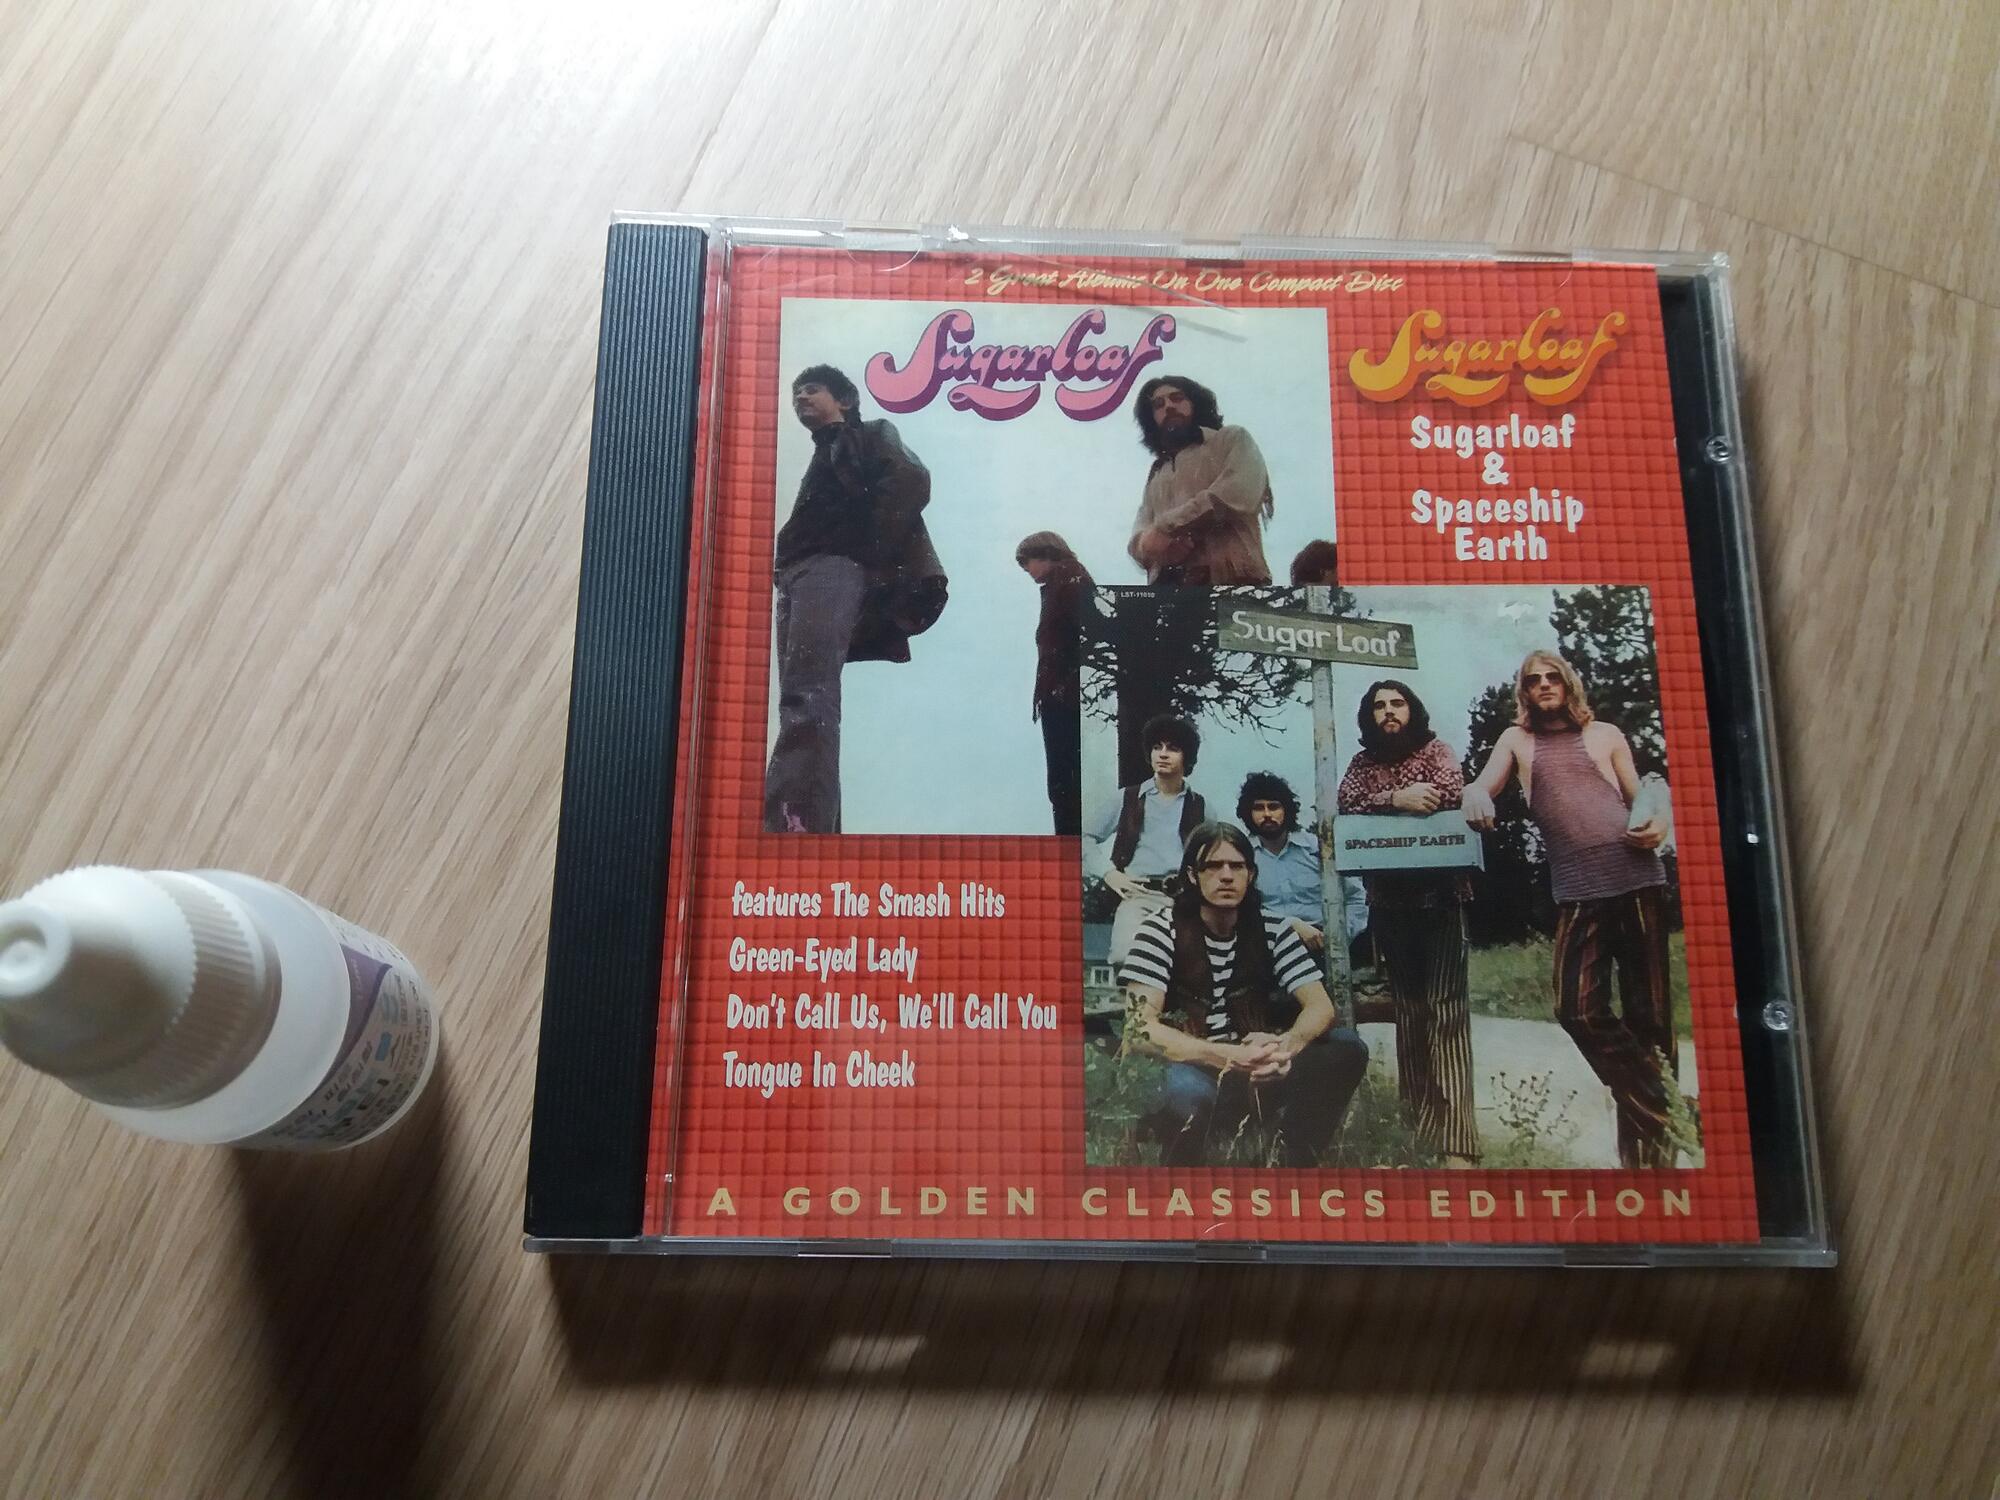 2 Great Albums On One Compact Disc
Sugarloaf
Sugarloaf
Sugarloaf
&
Spaceship
Earth
LST-11010
Sugar Loaf
SPACESHIP EARTH
features The Smash Hits
Green-Eyed Lady
Don't Call Us, We'll Call You
Tongue In Cheek
A GOLDEN CLASSICS EDITION